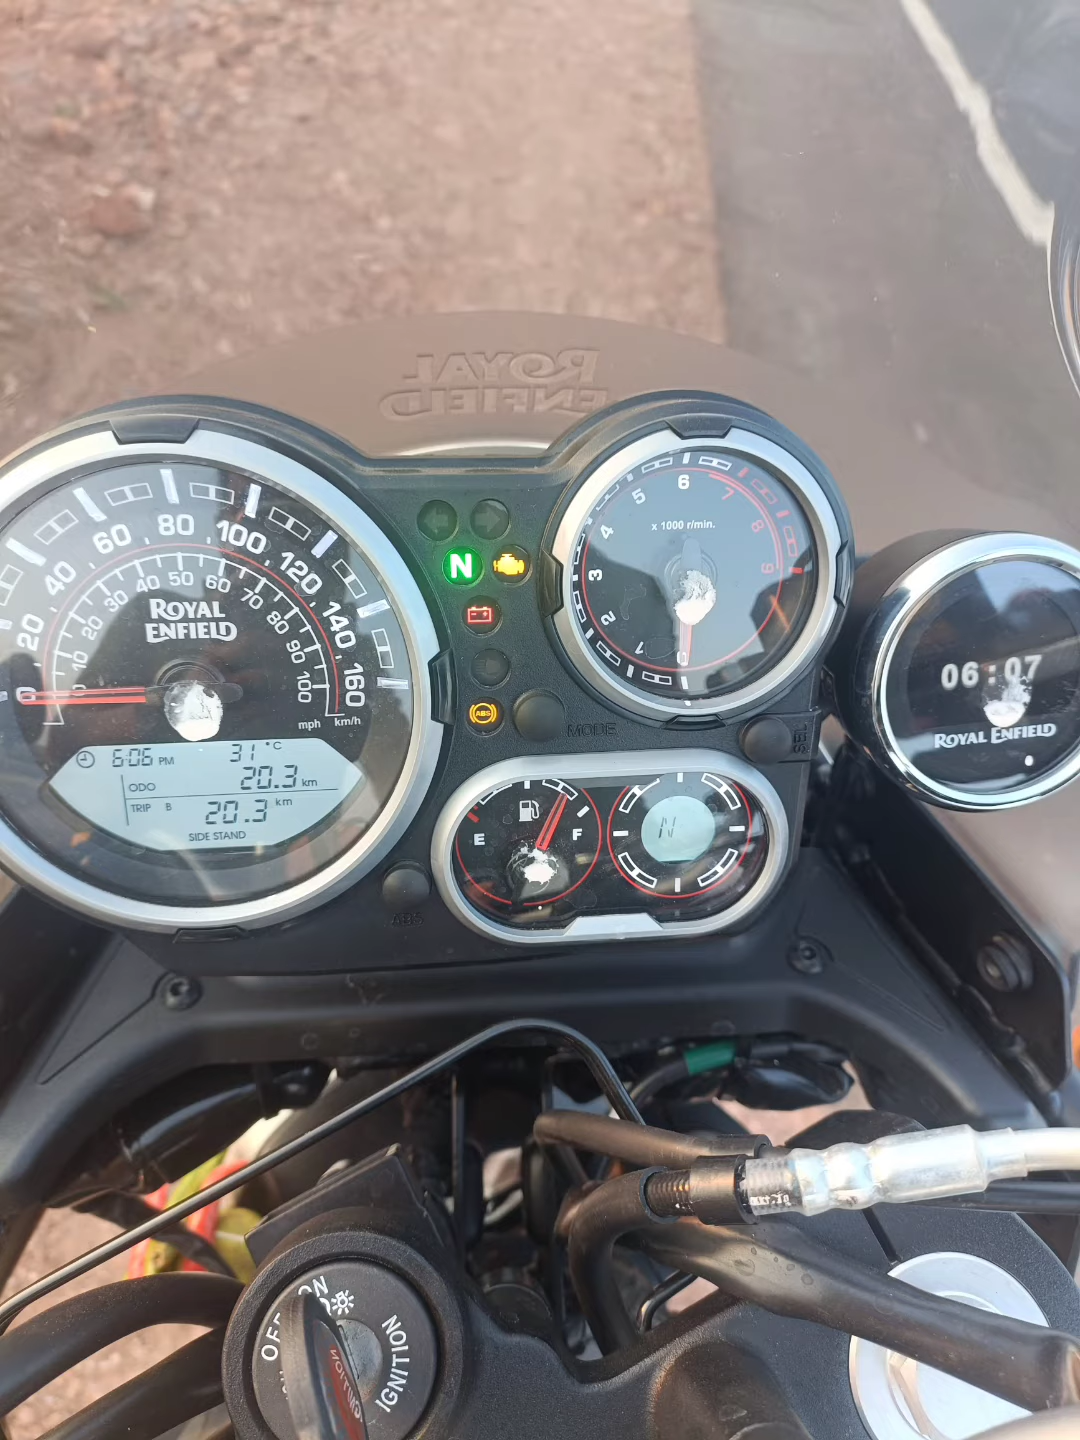 ROYAL
ENFIELD
0 20 40 60 80 100 120 140 160
10 20 30 40 50 60 70 80 90 100
ROYAL
ENFIELD
mph km/h
6:06 PM 31 °C
ODO 20.3 km
TRIP B 20.3 km
SIDE STAND
N
ABS
MODE
ABS
0 1 2 3 4 5 6 7 8 9
x 1000 r/min.
E F
N
06:07
ROYAL ENFIELD
OFF ON
IGNITION
IGNITION